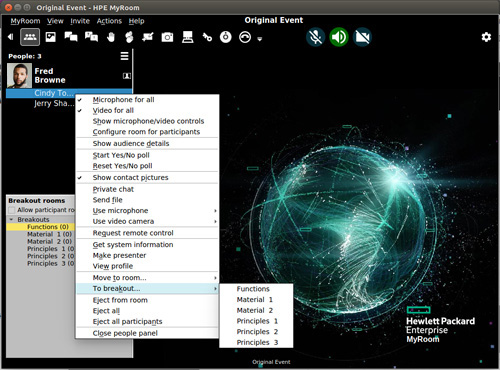 Original Event - HPE MyRoom
MyRoom View Invite Actions Help
Original Event
People: 3
Fred
Browne
Cindy To...
Jerry Sha...
Microphone for all
Video for all
Show microphone/video controls
Configure room for participants
Show audience details
Start Yes/No poll
Reset Yes/No poll
Show contact pictures
Private chat
Send file
Use microphone
Use video camera
Request remote control
Get system information
Make presenter
View profile
Move to room...
To breakout...
Eject from room
Eject all
Eject all participants
Close people panel
Breakout rooms
Allow participant ro
Breakouts
Functions (0)
Material 1 (0)
Material 2 (0)
Principles 1 (0)
Principles 2 (0)
Principles 3 (0)
Functions
Material 1
Material 2
Principles 1
Principles 2
Principles 3
Hewlett Packard
Enterprise
MyRoom
Original Event